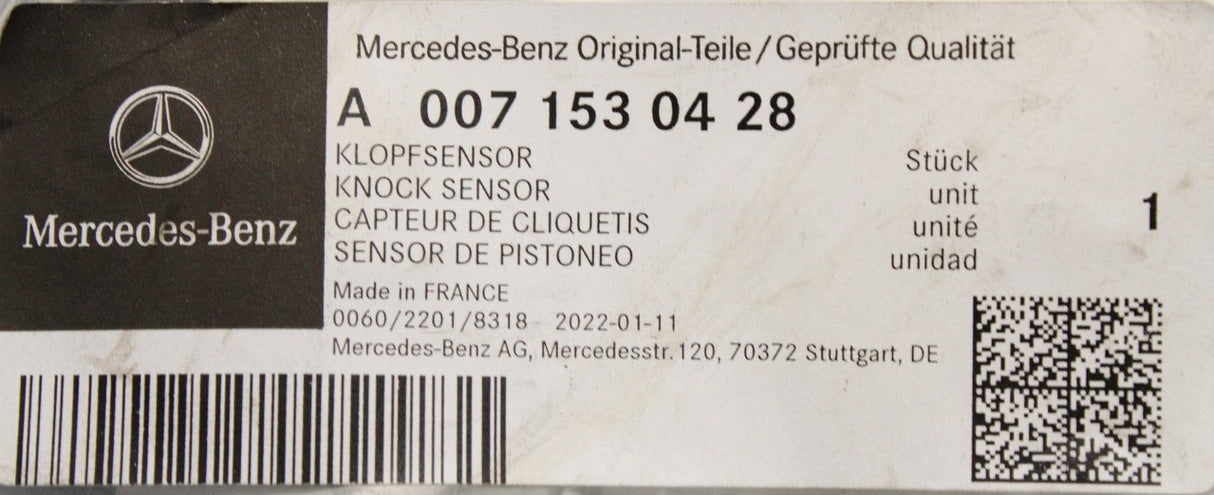 Mercedes-Benz
Mercedes-Benz Original-Teile/Geprüfte Qualität
A 007 153 04 28
KLOPFSENSOR Stück
KNOCK SENSOR unit
CAPTEUR DE CLIQUETIS unité
SENSOR DE PISTONEO unidad
1
Made in FRANCE
0060/2201/8318 2022-01-11
Mercedes-Benz AG, Mercedesstr. 120, 70372 Stuttgart, DE